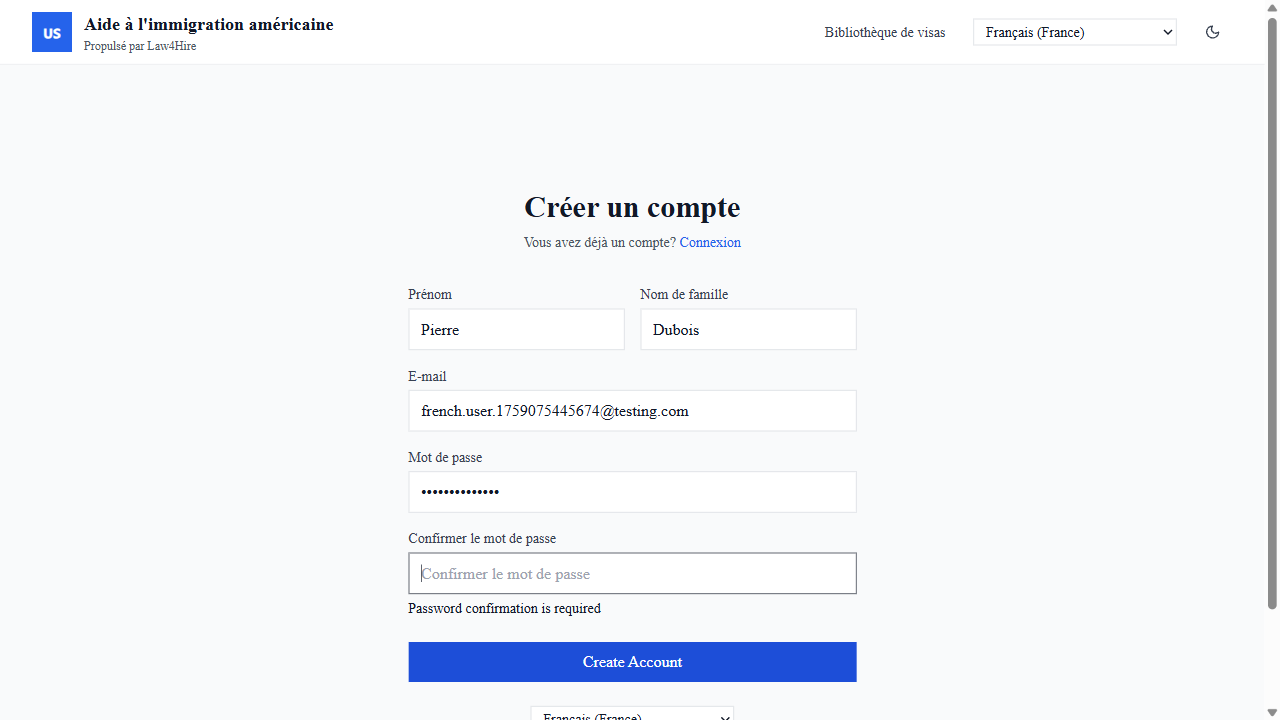 US
Aide à l'immigration américaine
Propulsé par Law4Hire
Bibliothèque de visas
Français (France)
Créer un compte
Vous avez déjà un compte? Connexion
Prénom
Nom de famille
Pierre
Dubois
E-mail
french.user.1759075445674@testing.com
Mot de passe
••••••••••••••
Confirmer le mot de passe
Confirmer le mot de passe
Password confirmation is required
Create Account
Français (France)